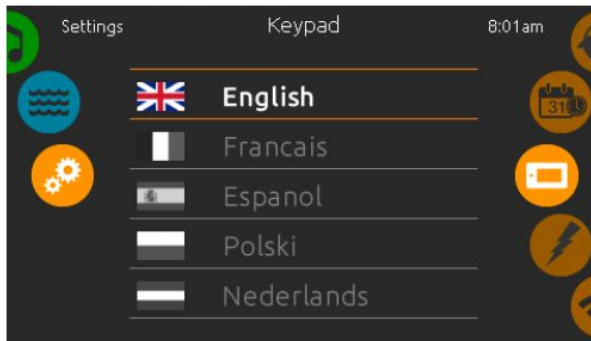 Settings Keypad 8:01am
English
31
Francais
Espanol
Polski
Nederlands